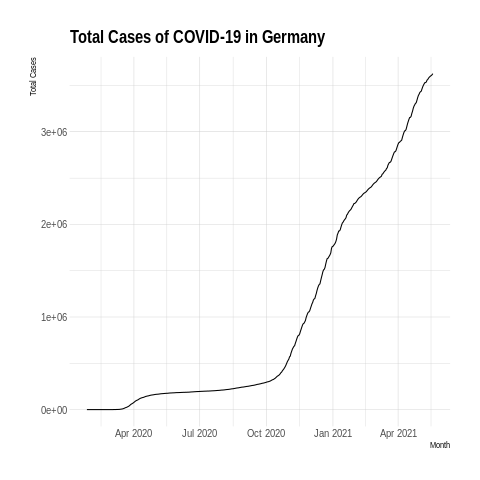 Total Cases of COVID-19 in Germany
Total Cases
3e+06
2e+06
1e+06
0e+00
Apr 2020 Jul 2020 Oct 2020 Jan 2021 Apr 2021
Month